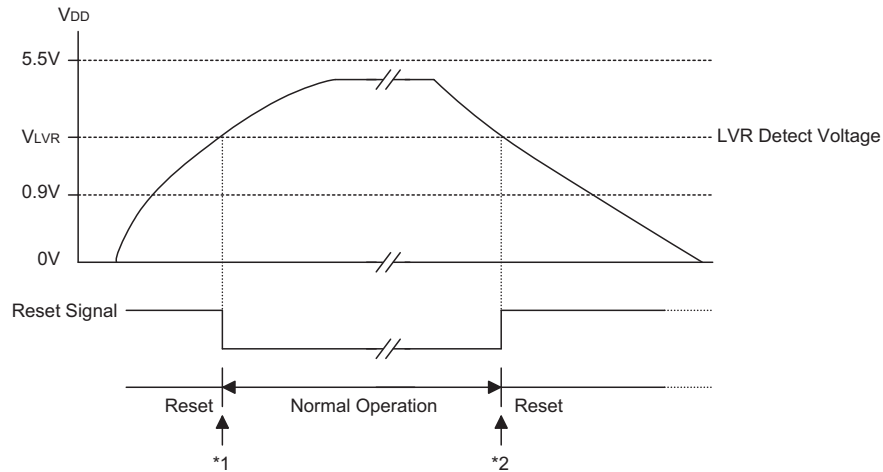 VDD
5.5V
VLVR
LVR Detect Voltage
0.9V
0V
Reset Signal
Reset
Normal Operation
Reset
*1
*2